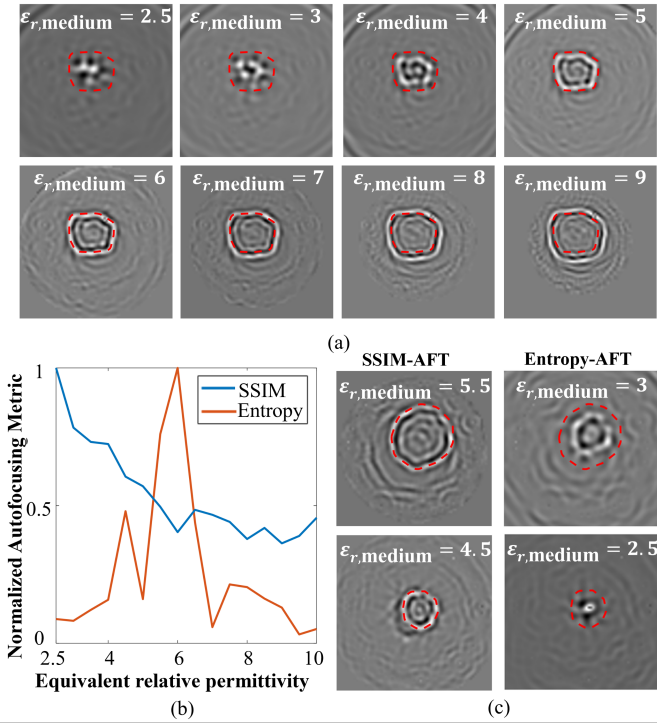 εr,medium = 2.5
εr,medium = 3
εr,medium = 4
εr,medium = 5
εr,medium = 6
εr,medium = 7
εr,medium = 8
εr,medium = 9
(a)
Normalized Autofocusing Metric
1
0.5
0
SSIM
Entropy
2.5 4 6 8 10
Equivalent relative permittivity
(b)
SSIM-AFT
Entropy-AFT
εr,medium = 5.5
εr,medium = 3
εr,medium = 4.5
εr,medium = 2.5
(c)